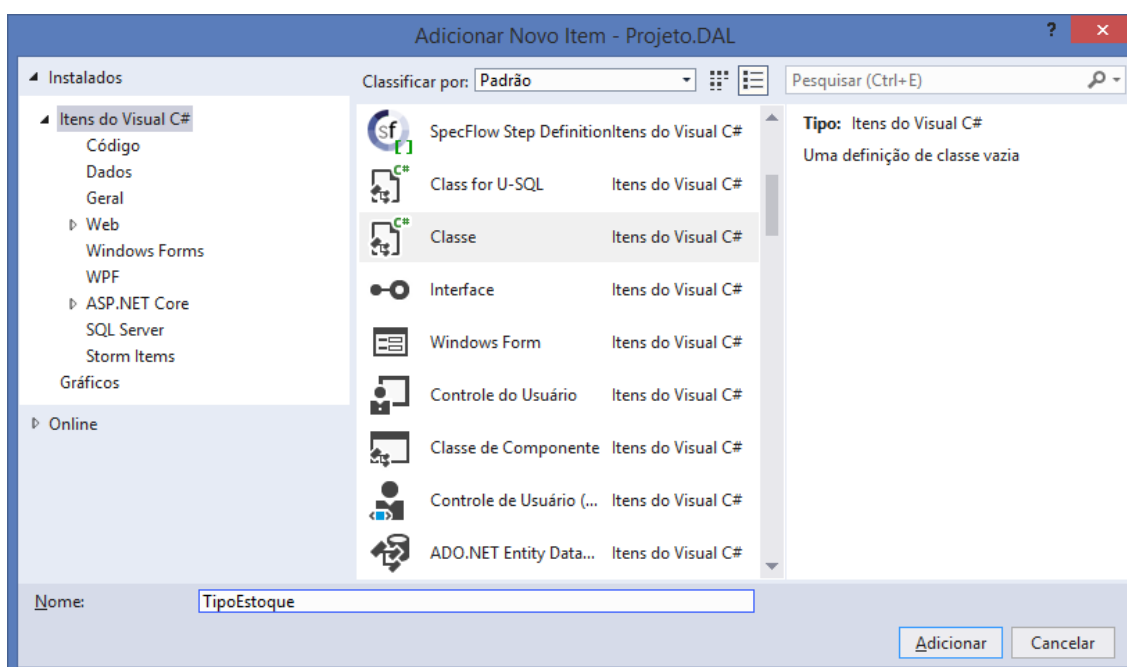 Adicionar Novo Item - Projeto.DAL
?
×
Instalados
Classificar por: Padrão
Pesquisar (Ctrl+E)
Itens do Visual C#
Código
Dados
Geral
Web
Windows Forms
WPF
ASP.NET Core
SQL Server
Storm Items
Gráficos
Online
sf
[]
SpecFlow Step DefinitionItens do Visual C#
C#
Class for U-SQL Itens do Visual C#
C#
Classe Itens do Visual C#
Interface Itens do Visual C#
Windows Form Itens do Visual C#
Controle do Usuário Itens do Visual C#
Classe de Componente Itens do Visual C#
Controle de Usuário (... Itens do Visual C#
ADO.NET Entity Data... Itens do Visual C#
Tipo: Itens do Visual C#
Uma definição de classe vazia
Nome: TipoEstoque
Adicionar Cancelar